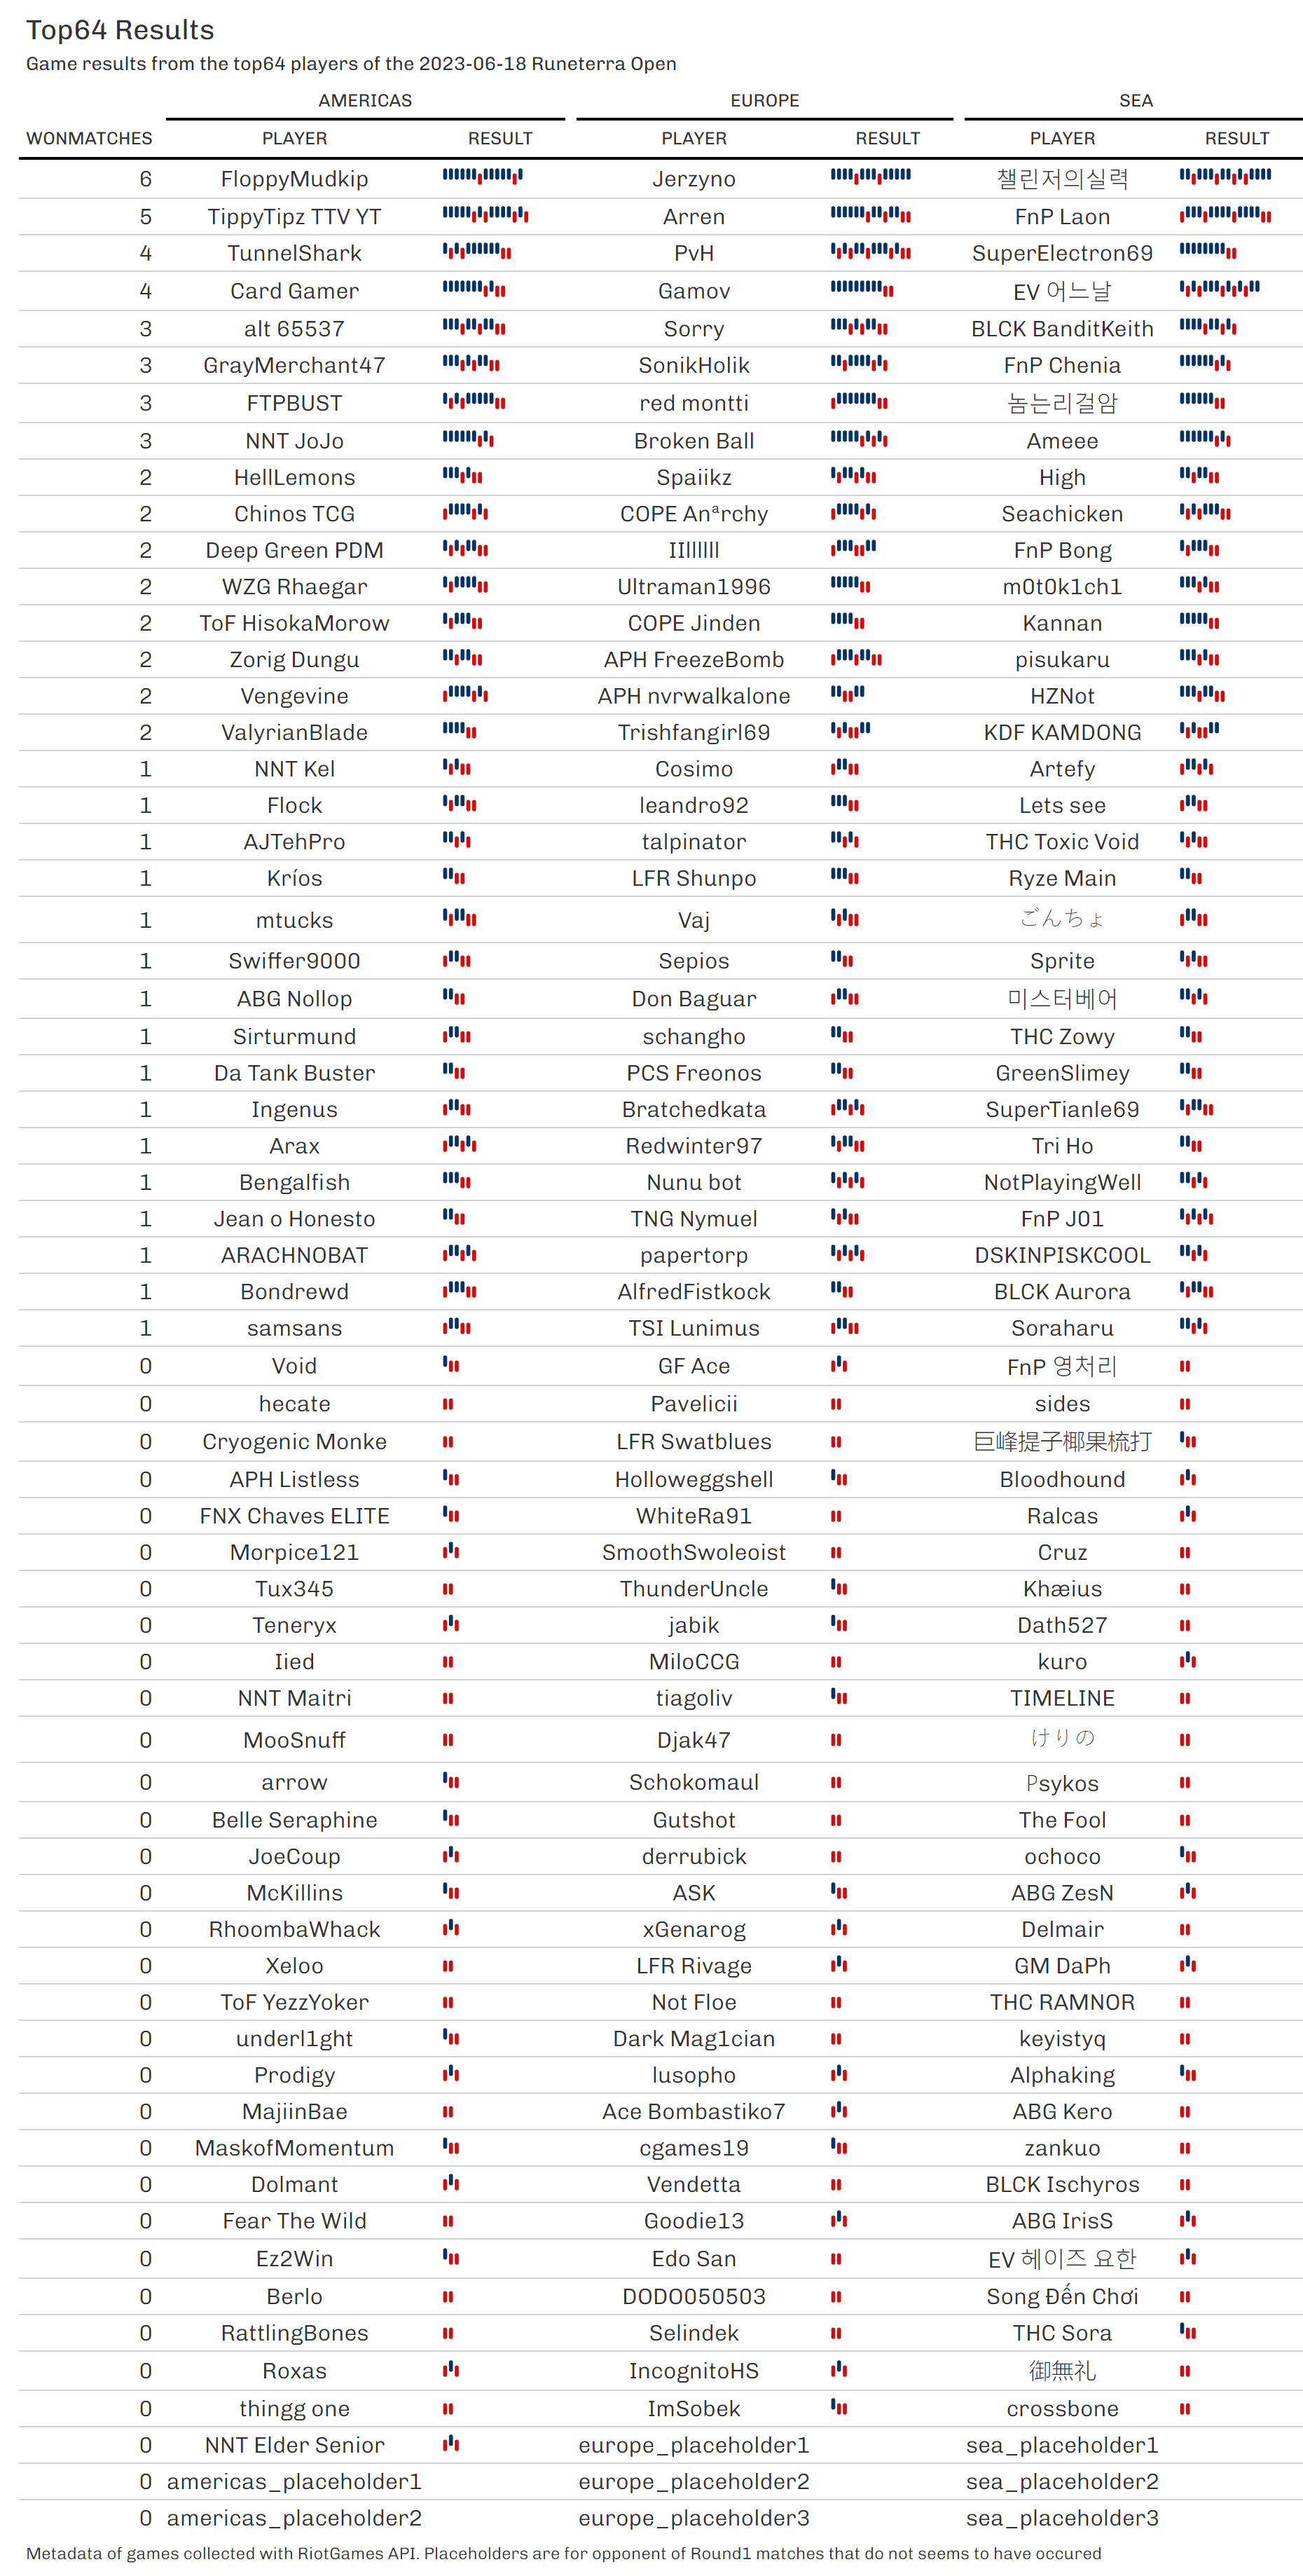 Top64 Results
Game results from the top64 players of the 2023-06-18 Runeterra Open
AMERICAS EUROPE SEA
WONMATCHES PLAYER RESULT PLAYER RESULT PLAYER RESULT
6 FloppyMudkip Jerzyno 챌린저의실력
5 TippyTipz TTV YT Arren FnP Laon
4 TunnelShark PvH SuperElectron69
4 Card Gamer Gamov EV 어느날
3 alt 65537 Sorry BLCK BanditKeith
3 GrayMerchant47 SonikHolik FnP Chenia
3 FTPBUST red montti 놈는리걸암
3 NNT JoJo Broken Ball Ameee
2 HellLemons Spaiikz High
2 Chinos TCG COPE Anᵃrchy Seachicken
2 Deep Green PDM FnP Bong
2 WZG Rhaegar Ultraman1996 m0t0k1ch1
2 ToF HisokaMorow COPE Jinden Kannan
2 Zorig Dungu APH FreezeBomb pisukaru
2 Vengevine APH nvrwalkalone HZNot
2 ValyrianBlade Trishfangirl69 KDF KAMDONG
1 NNT Kel Cosimo Artefy
1 Flock leandro92 Lets see
1 AJTehPro talpinator THC Toxic Void
1 Kríos LFR Shunpo Ryze Main
1 mtucks Vaj ごんちょ
1 Swiffer9000 Sepios Sprite
1 ABG Nollop Don Baguar 미스터베어
1 Sirturmund schangho THC Zowy
1 Da Tank Buster PCS Freonos GreenSlimey
1 Ingenus Bratchedkata SuperTianle69
1 Arax Redwinter97 Tri Ho
1 Bengalfish Nunu bot NotPlayingWell
1 Jean o Honesto TNG Nymuel FnP J01
1 ARACHNOBAT papertorp DSKINPISKCOOL
1 Bondrewd AlfredFistkock BLCK Aurora
1 samsans TSI Lunimus Soraharu
0 Void GF Ace FnP 영처리
0 hecate Pavelicii sides
0 Cryogenic Monke LFR Swatblues 巨峰提子椰果梳打
0 APH Listless Holloweggshell Bloodhound
0 FNX Chaves ELITE WhiteRa91 Ralcas
0 Morpice121 SmoothSwoleoist Cruz
0 Tux345 ThunderUncle Khæius
0 Teneryx jabik Dath527
0 Iied MiloCCG kuro
0 NNT Maitri tiagoliv TIMELINE
0 MooSnuff Djak47 けりの
0 arrow Schokomaul Psykos
0 Belle Seraphine Gutshot The Fool
0 JoeCoup derrubick ochoco
0 McKillins ASK ABG ZesN
0 RhoombaWhack xGenarog Delmair
0 Xeloo LFR Rivage GM DaPh
0 ToF YezzYoker Not Floe THC RAMNOR
0 underl1ght Dark Mag1cian keyistyq
0 Prodigy lusopho Alphaking
0 MajiinBae Ace Bombastiko7 ABG Kero
0 MaskofMomentum cgames19 zankuo
0 Dolmant Vendetta BLCK Ischyros
0 Fear The Wild Goodie13 ABG IrisS
0 Ez2Win Edo San EV 헤이즈 요한
0 Berlo DODO050503 Song Đến Chơi
0 RattlingBones Selindek THC Sora
0 Roxas IncognitoHS 御無礼
0 thingg one ImSobek crossbone
0 NNT Elder Senior europe_placeholder1 sea_placeholder1
0 americas_placeholder1 europe_placeholder2 sea_placeholder2
0 americas_placeholder2 europe_placeholder3 sea_placeholder3
Metadata of games collected with RiotGames API. Placeholders are for opponent of Round1 matches that do not seems to have occured